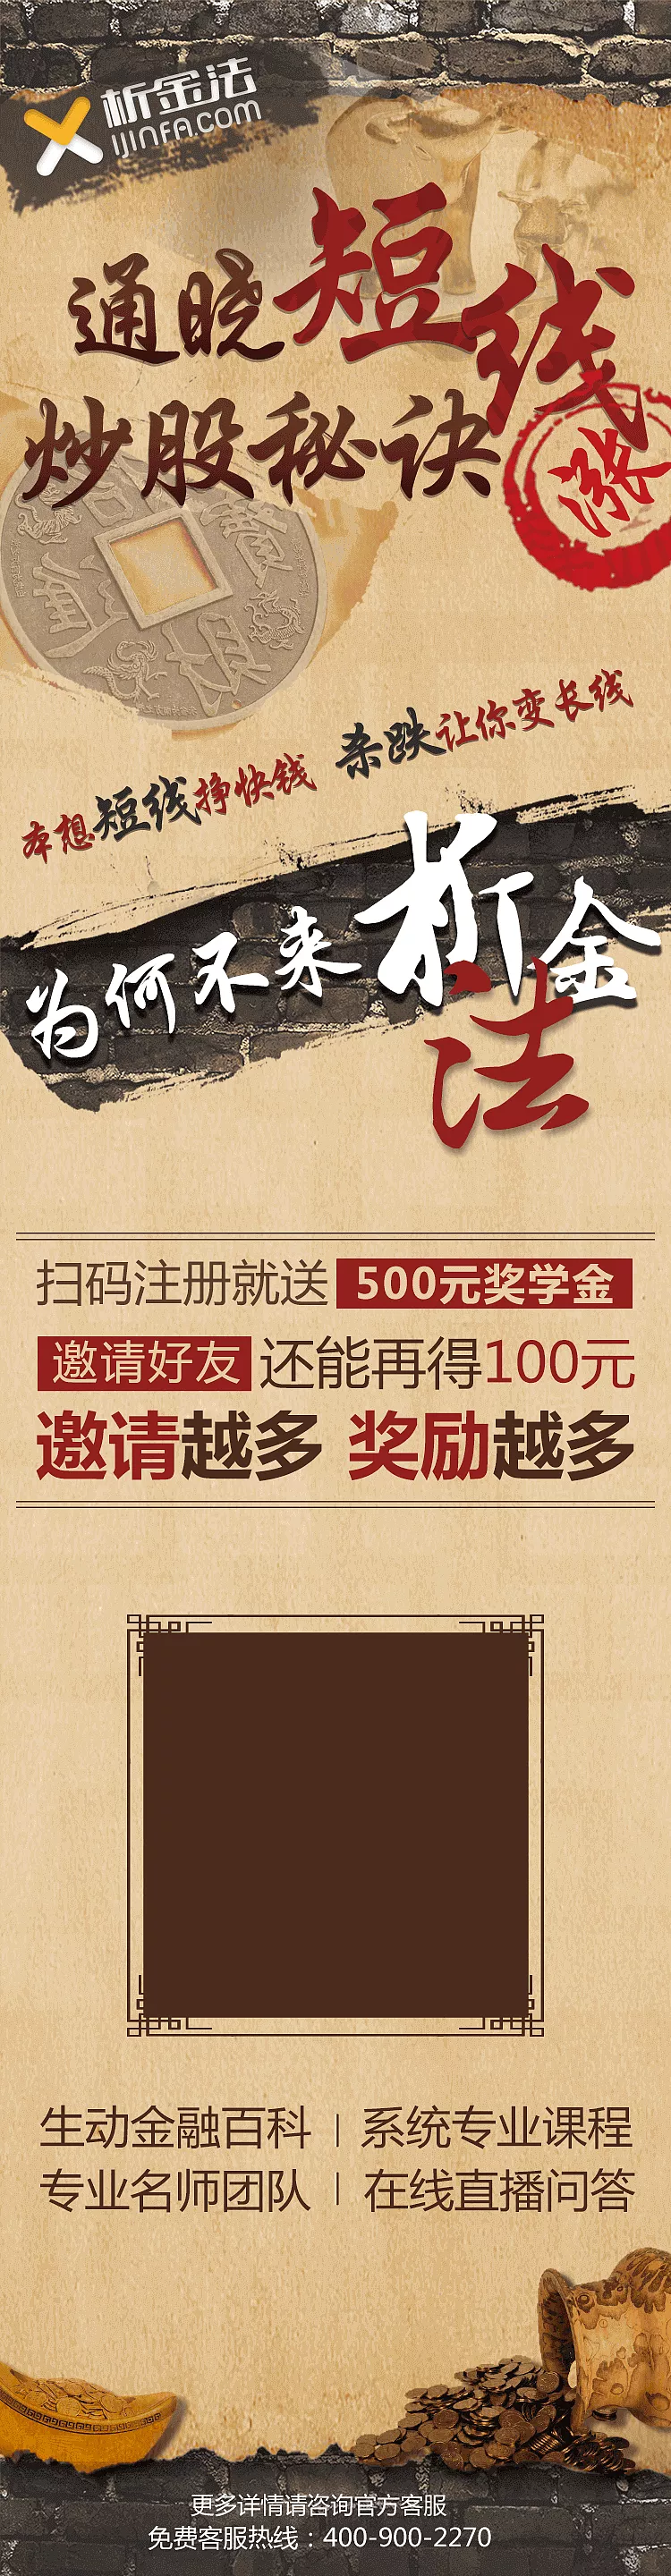 析金法
IJINFA.COM
通晓短线
炒股秘诀
涨
本想短线挣快钱 杀跌让你变长线
为何不来析金法
扫码注册就送 500元奖学金
邀请好友 还能再得100元
邀请越多 奖励越多
生动金融百科 | 系统专业课程
专业名师团队 | 在线直播问答
更多详情请咨询官方客服
免费客服热线：400-900-2270